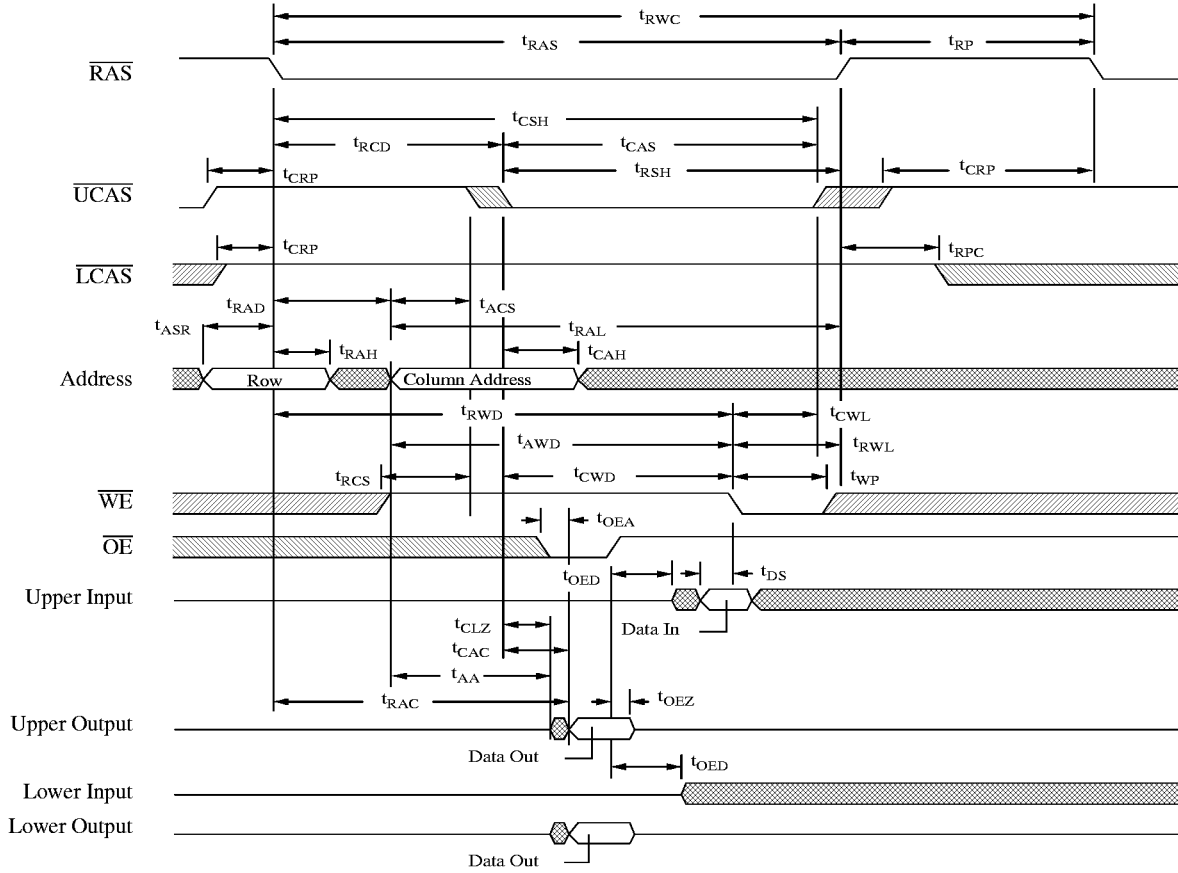 tRWC
tRAS tRP
RAS
tCSH
tRCD tCAS
tCRP tRSH tCRP
UCAS
tCRP tRPC
LCAS
tRAD tACS
tASR tRAL
tRAH tCAH
Address Row Column Address
tRWD tCWL
tAWD tRWL
tRCS tCWD tWP
WE
tOEA
OE
tOED tDS
Upper Input
tCLZ Data In
tCAC
tAA
tRAC tOEZ
Upper Output
Data Out
tOED
Lower Input
Lower Output
Data Out